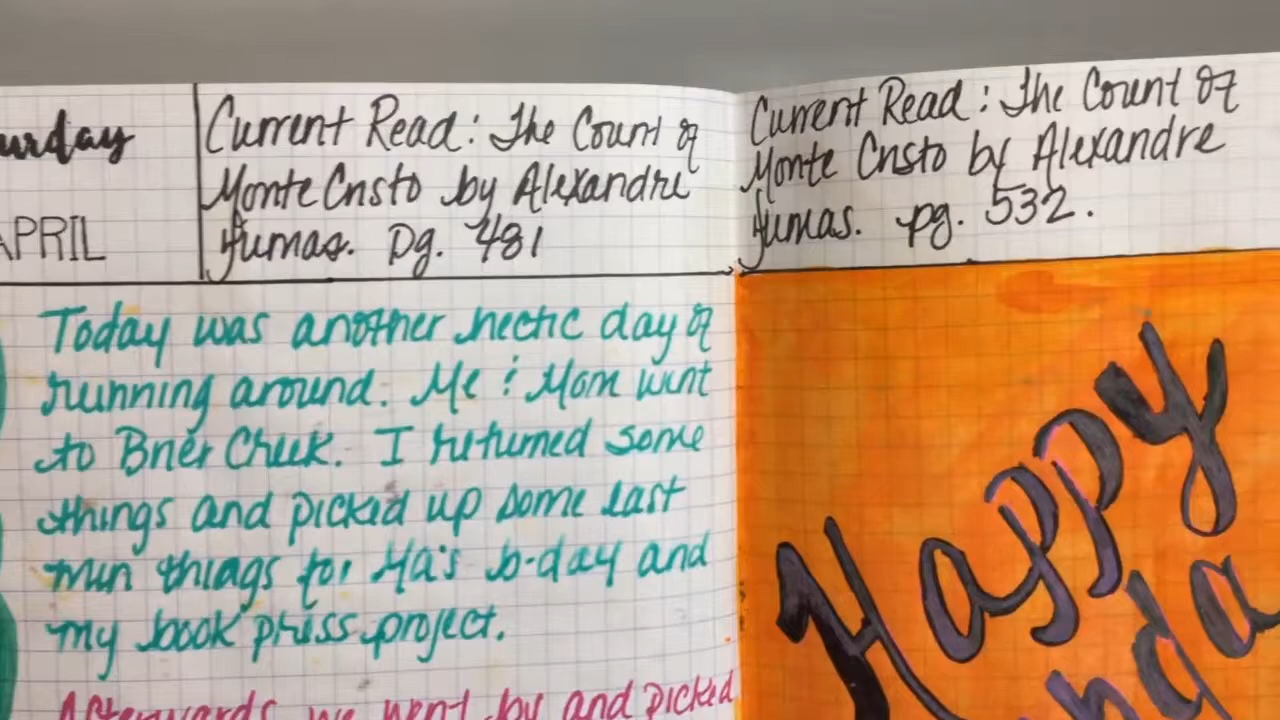 urday
APRIL
Current Read: The Count of
Monte Cristo by Alexandre
Dumas. Pg. 481
Today was another hectic day of
running around. Me & Mom went
to Brier Creek. I returned some
things and picked up some last
min things for Ya's b-day and
my book press project.
Afterwards we went by and picked
Current Read: The Count of
Monte Cristo by Alexandre
Dumas. pg. 532.
Happy
nda